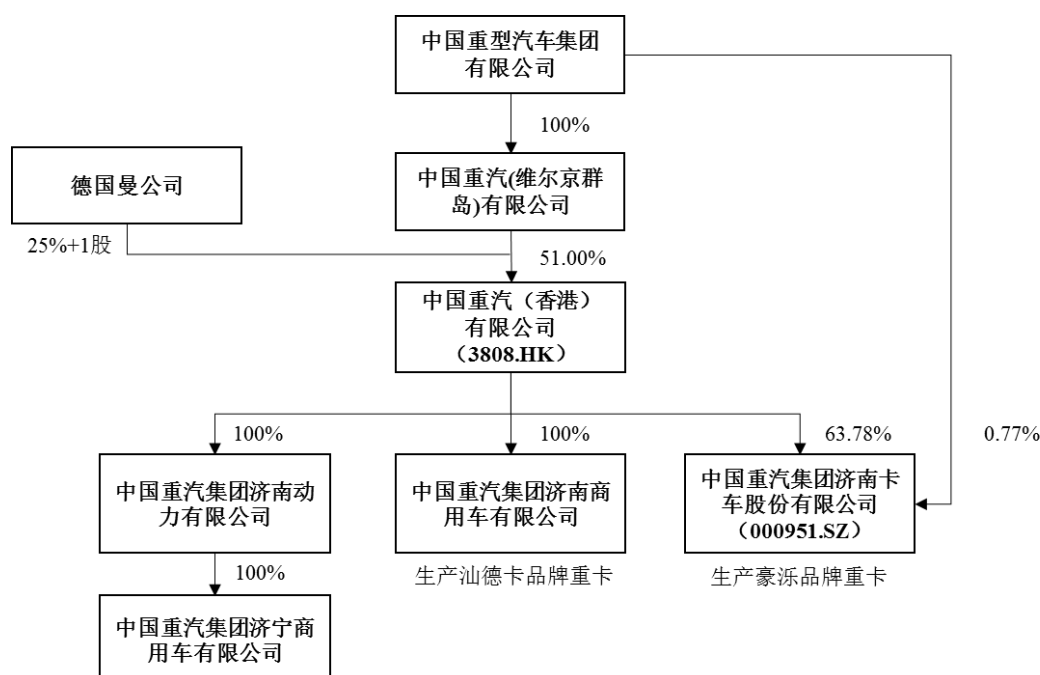 中国重型汽车集团
有限公司
100%
德国曼公司
中国重汽(维尔京群
岛)有限公司
25%+1股
51.00%
中国重汽（香港）
有限公司
（3808.HK）
100%
100%
63.78%
0.77%
中国重汽集团济南动
力有限公司
中国重汽集团济南商
用车有限公司
中国重汽集团济南卡
车股份有限公司
（000951.SZ）
100%
生产汕德卡品牌重卡
生产豪泺品牌重卡
中国重汽集团济宁商
用车有限公司